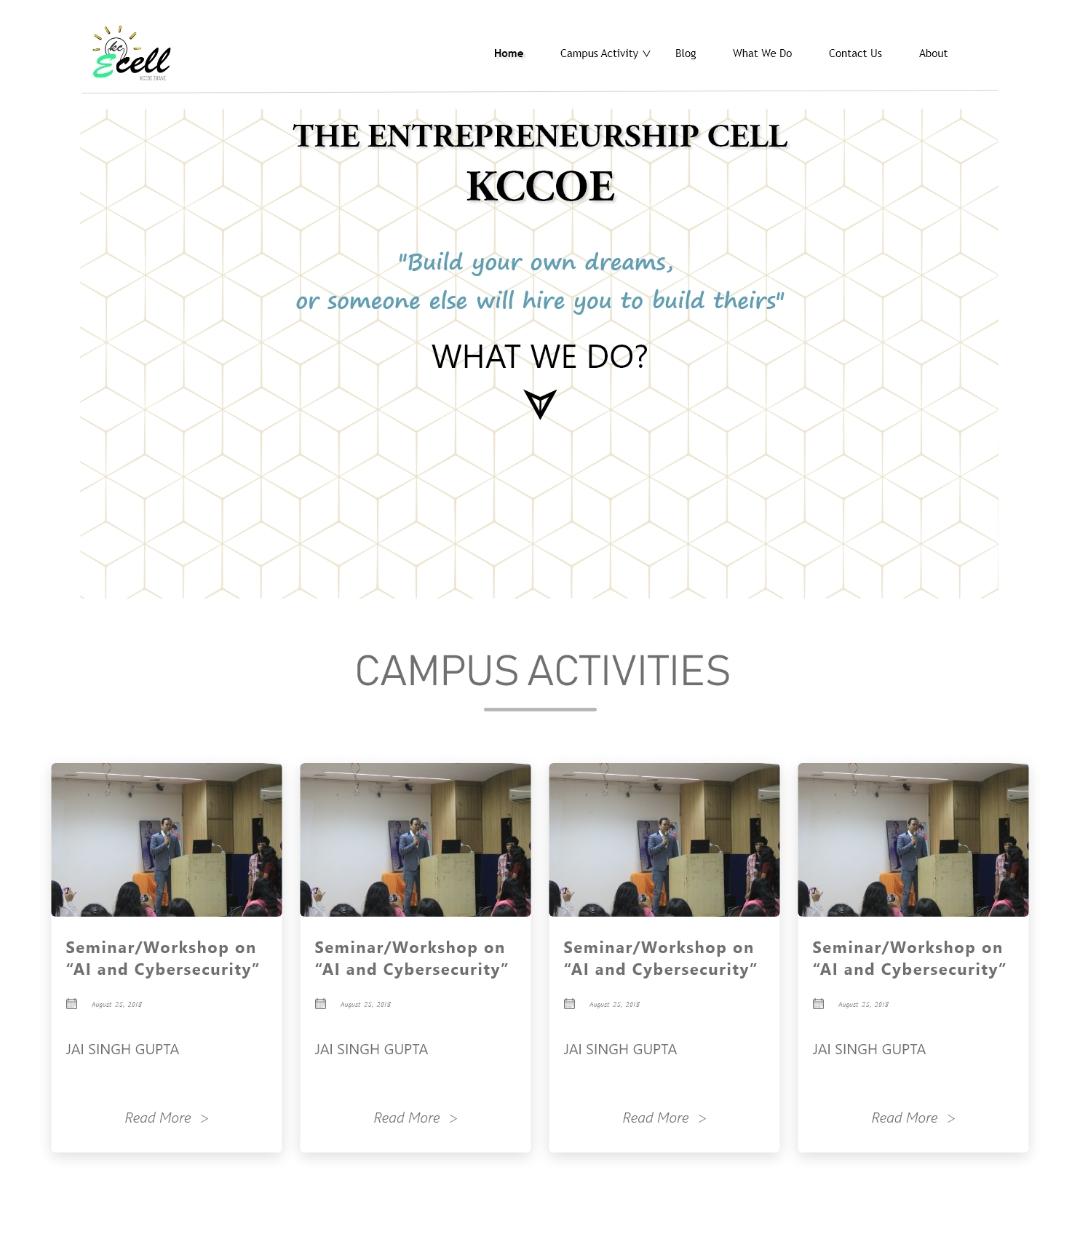 kc
Ecell
Home Campus Activity Blog What We Do Contact Us About
THE ENTREPRENEURSHIP CELL
KCCOE
"Build your own dreams,
or someone else will hire you to build theirs"
WHAT WE DO?
CAMPUS ACTIVITIES
Seminar/Workshop on
“AI and Cybersecurity”
August 25, 2018
JAI SINGH GUPTA
Read More >
Seminar/Workshop on
“AI and Cybersecurity”
August 25, 2018
JAI SINGH GUPTA
Read More >
Seminar/Workshop on
“AI and Cybersecurity”
August 25, 2018
JAI SINGH GUPTA
Read More >
Seminar/Workshop on
“AI and Cybersecurity”
August 25, 2018
JAI SINGH GUPTA
Read More >